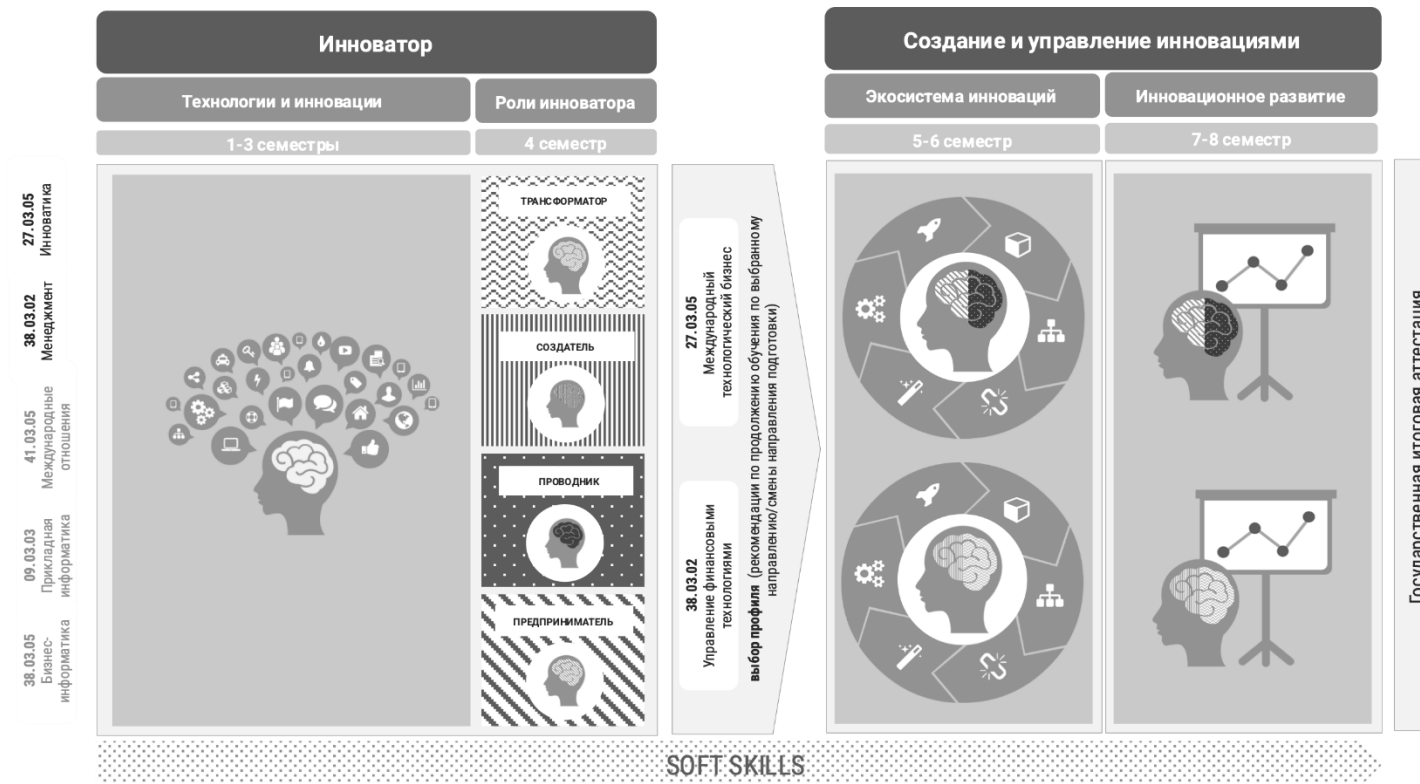 Инноватор
Создание и управление инновациями
Технологии и инновации
Роли инноватора
Экосистема инноваций
Инновационное развитие
1-3 семестры
4 семестр
5-6 семестр
7-8 семестр
27.03.05
Инноватика
38.03.02
Менеджмент
41.03.05
Международные
отношения
09.03.03
Прикладная
информатика
38.03.05
Бизнес-
информатика
ТРАНСФОРМАТОР
СОЗДАТЕЛЬ
ПРОВОДНИК
ПРЕДПРИНИМАТЕЛЬ
27.03.05
Международный
технологический бизнес
38.03.02
Управление финансовыми
технологиями
выбор профиля (рекомендации по продолжению обучения по выбранному
направлению/смены направления подготовки)
Государственная итоговая аттестация
SOFT SKILLS